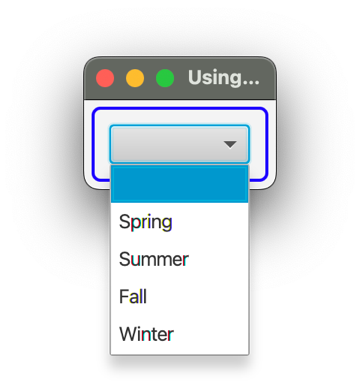 Using...
Spring
Summer
Fall
Winter